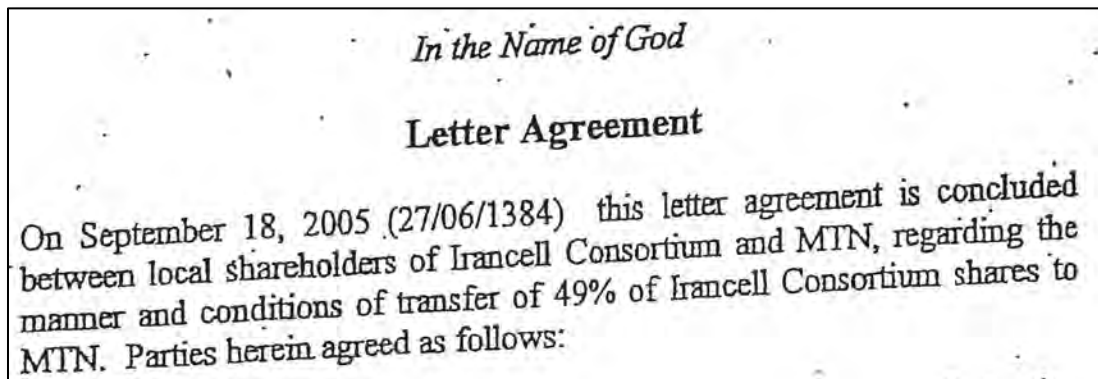 In the Name of God
Letter Agreement
On September 18, 2005 (27/06/1384) this letter agreement is concluded
between local shareholders of Irancell Consortium and MTN, regarding the
manner and conditions of transfer of 49% of Irancell Consortium shares to
MTN. Parties herein agreed as follows: